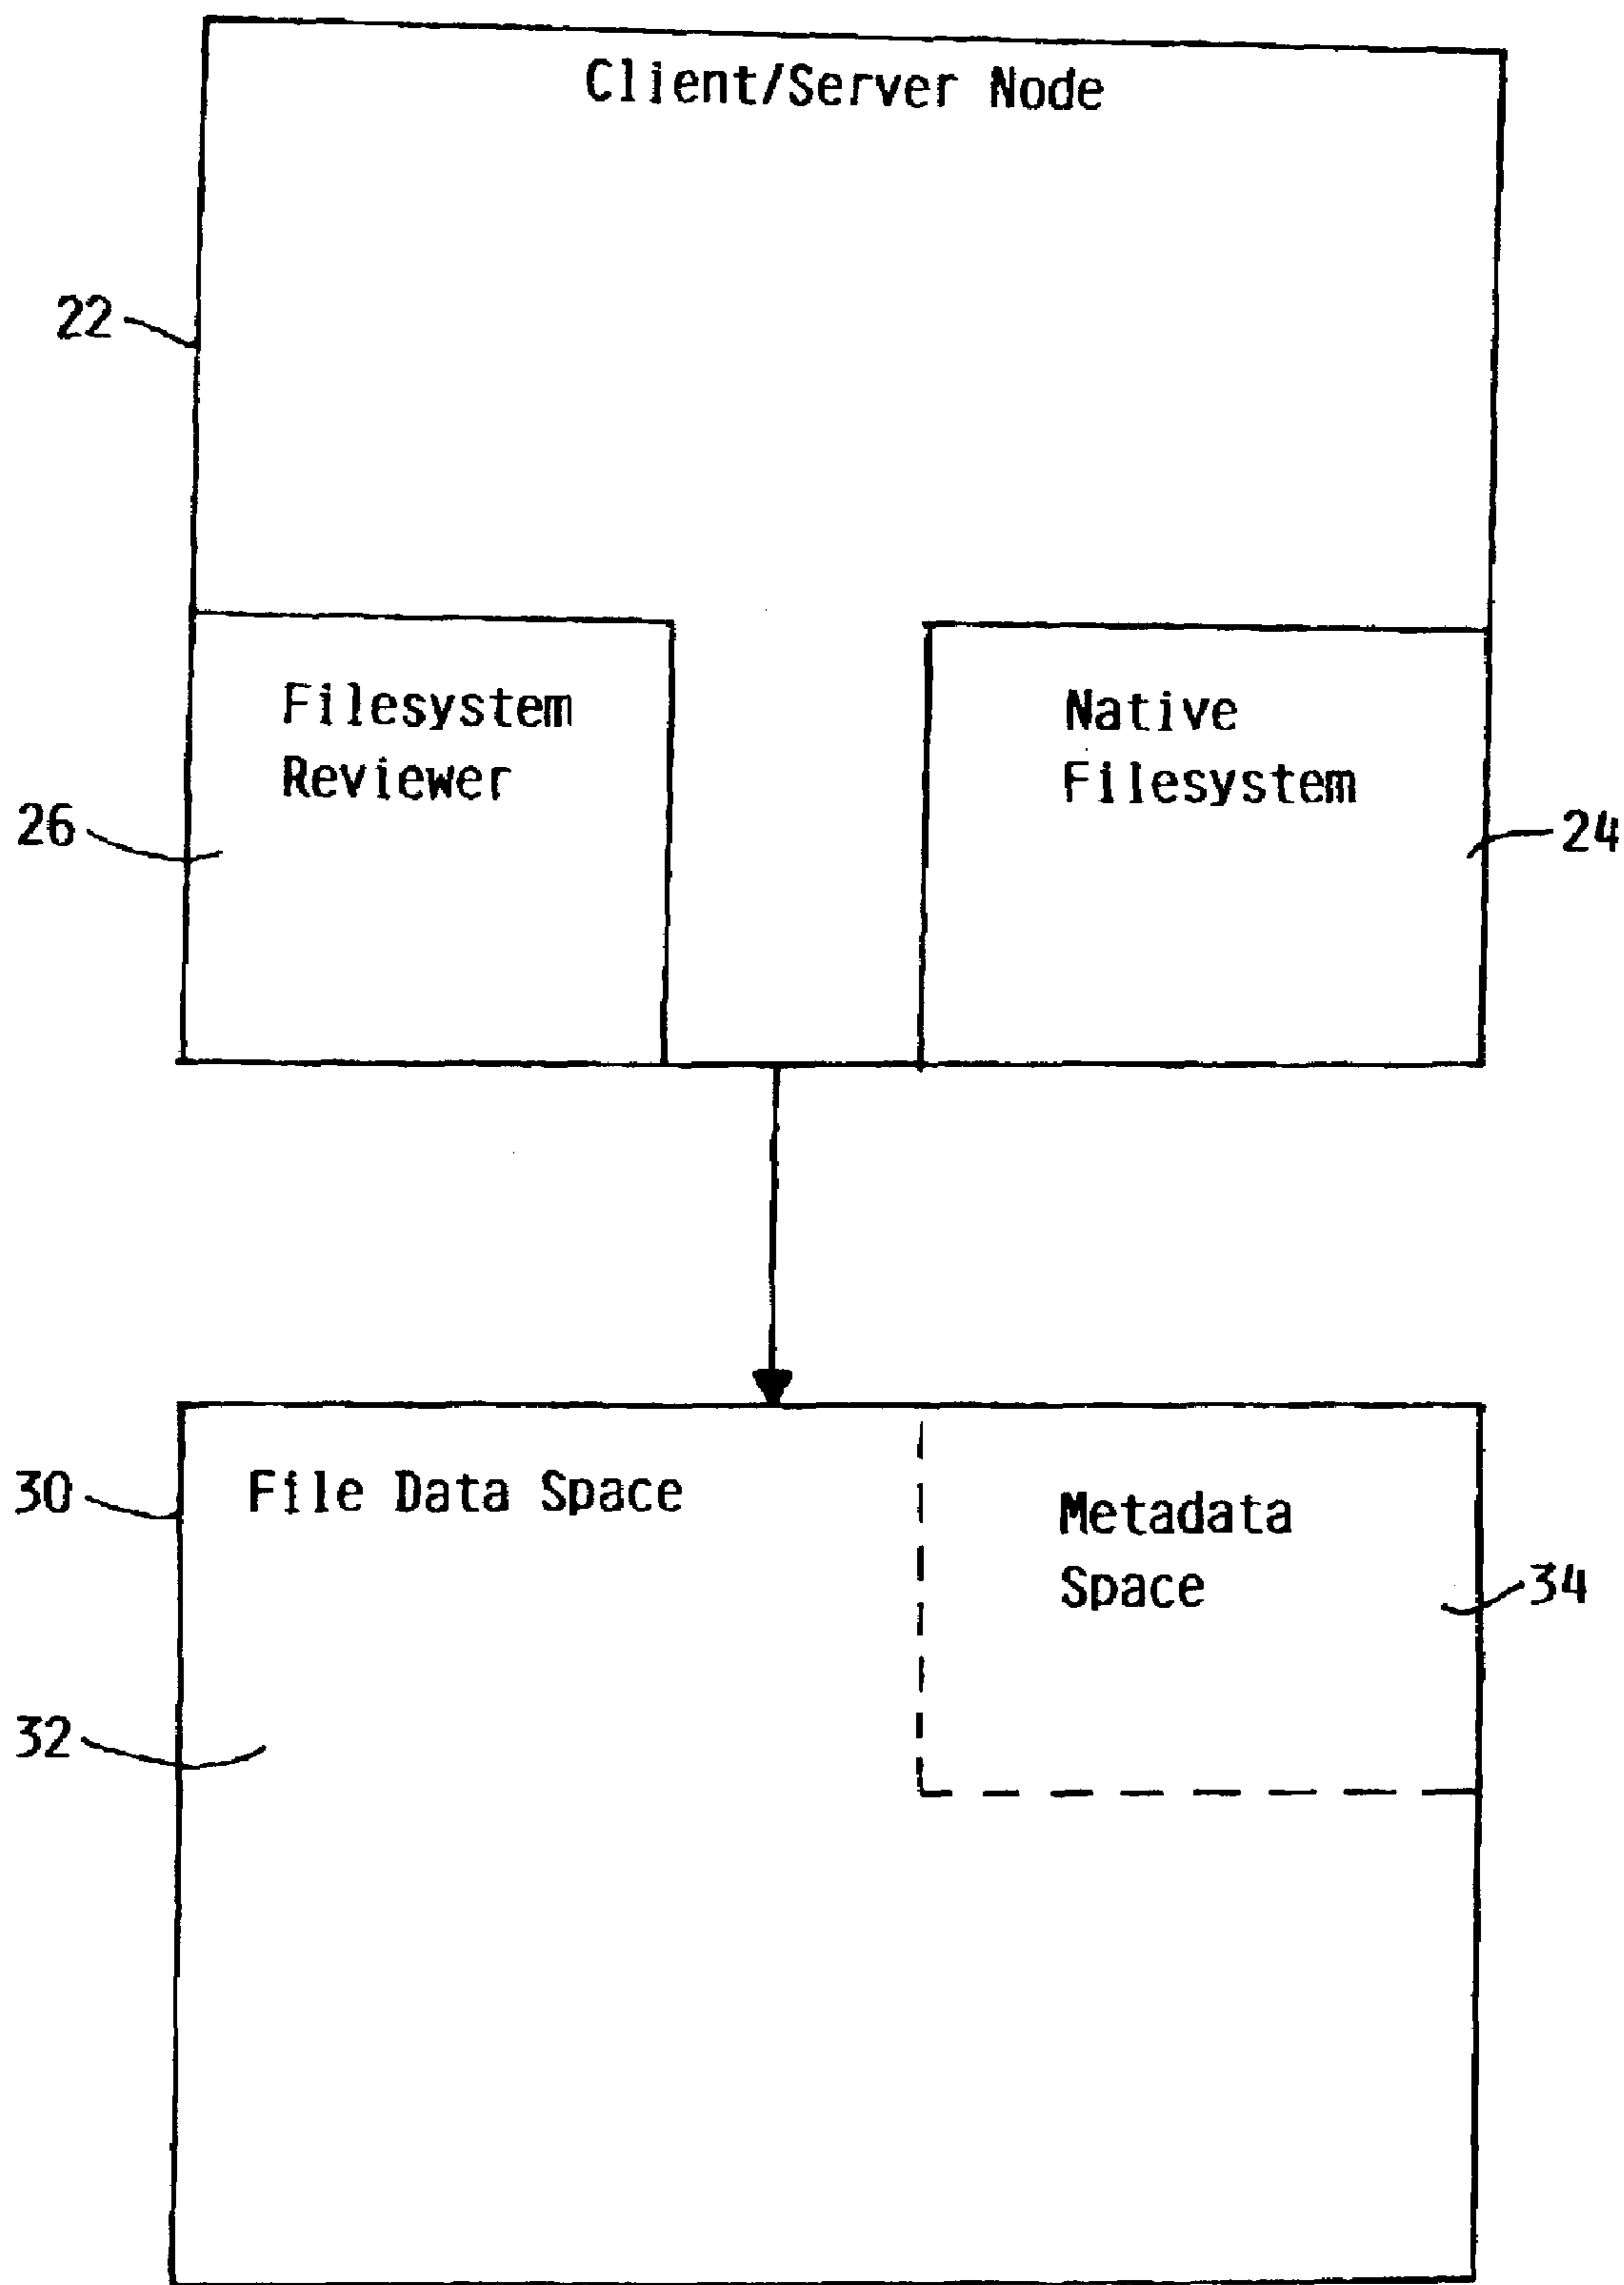 Client/Server Node
22
Filesystem
Reviewer
Native
Filesystem
26
24
30
File Data Space
Metadata
Space
34
32